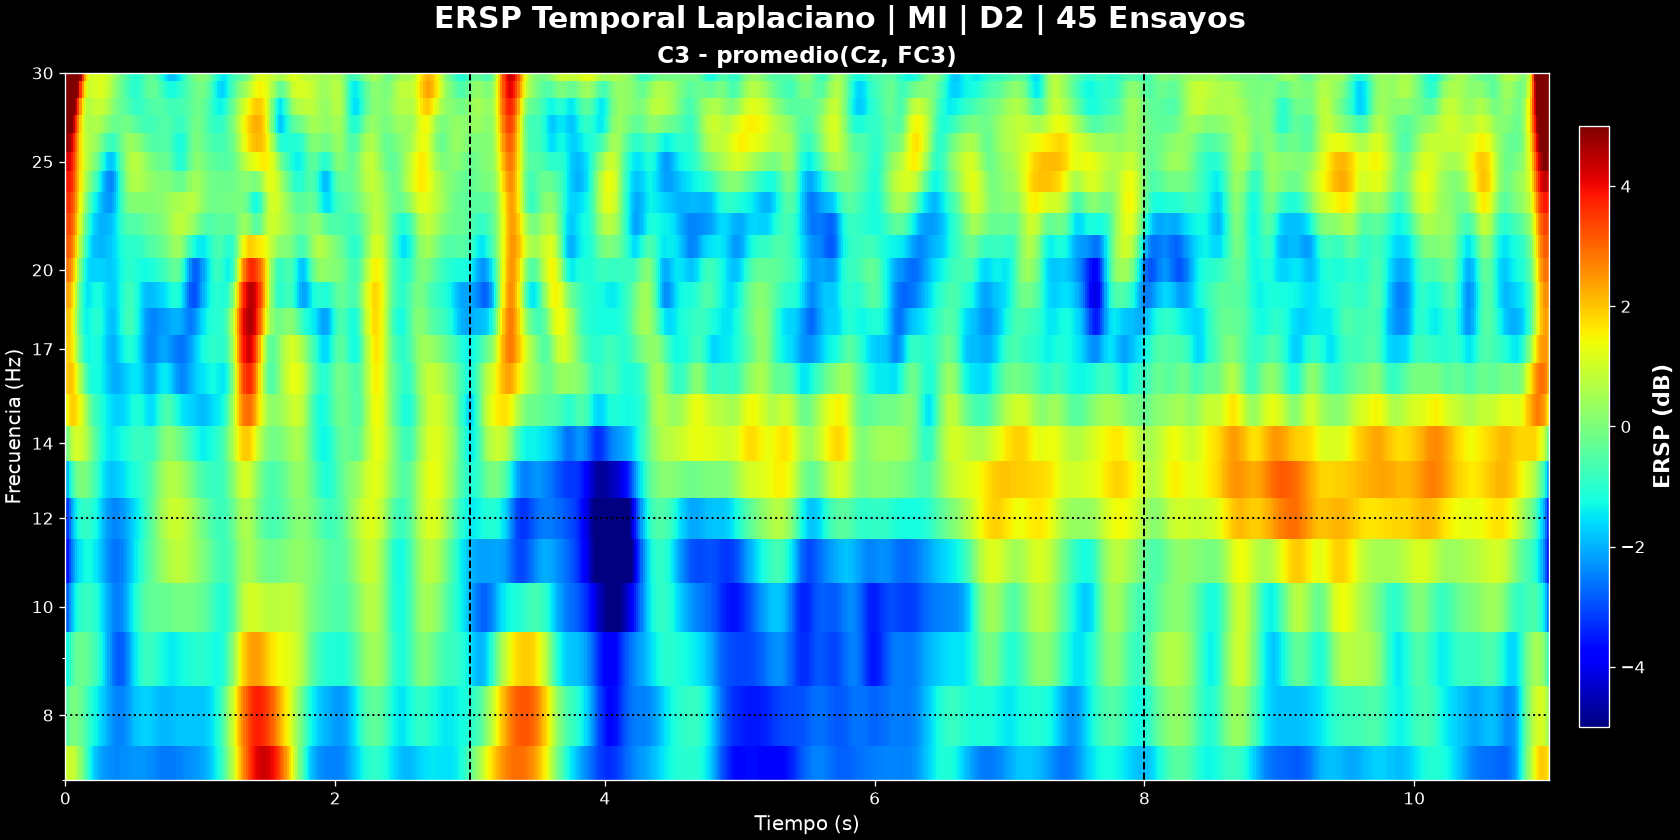 ERSP Temporal Laplaciano | MI | D2 | 45 Ensayos
C3 - promedio(Cz, FC3)
30
25
20
17
14
12
10
8
Frecuencia (Hz)
0 2 4 6 8 10
Tiempo (s)
4
2
0
−2
−4
ERSP (dB)